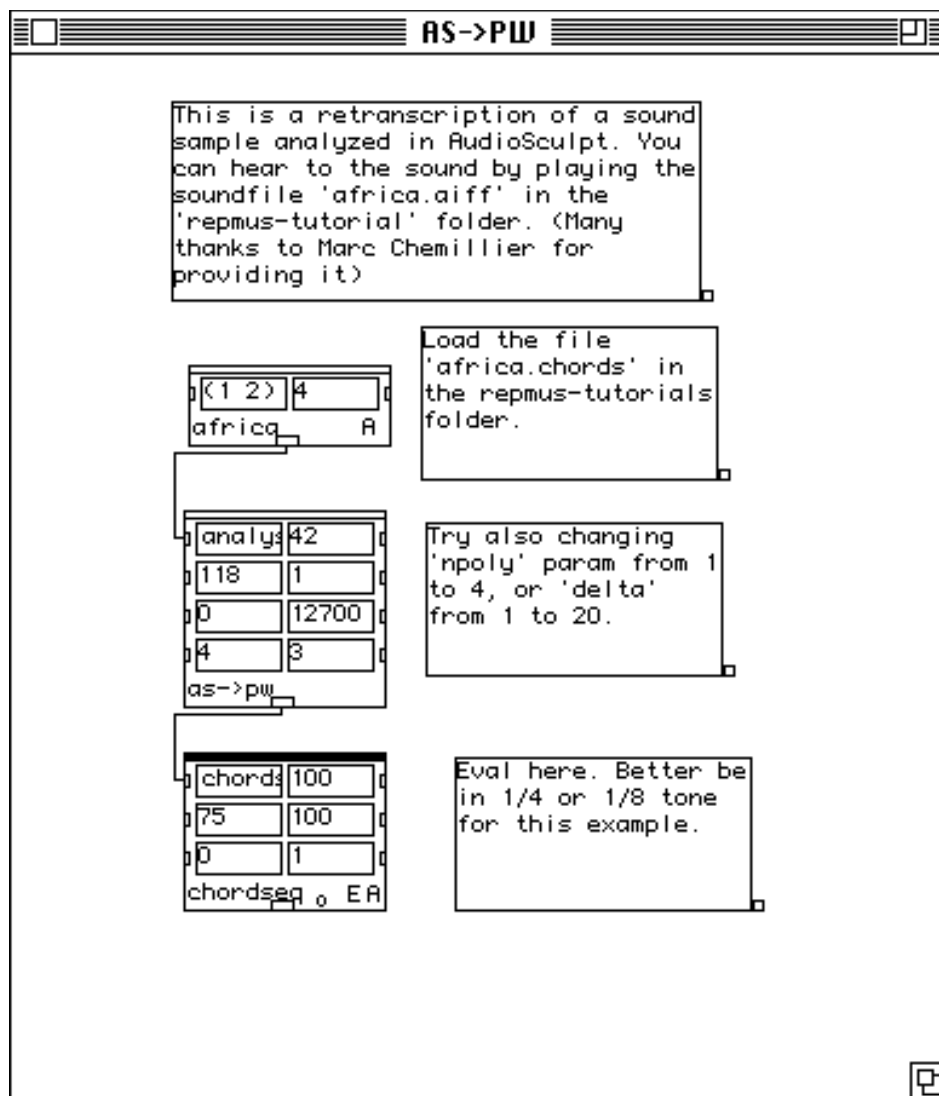 AS->PW
This is a retranscription of a sound
sample analyzed in AudioSculpt. You
can hear to the sound by playing the
soundfile 'africa.aiff' in the
'repmus-tutorial' folder. (Many
thanks to Marc Chemillier for
providing it)
Load the file
'africa.chords' in
the repmus-tutorials
folder.
(1 2) 4
africa A
analys 42
118 1
0 12700
4 3
as->pw
Try also changing
'npoly' param from 1
to 4, or 'delta'
from 1 to 20.
chords 100
75 100
0 1
chordseq o E A
Eval here. Better be
in 1/4 or 1/8 tone
for this example.